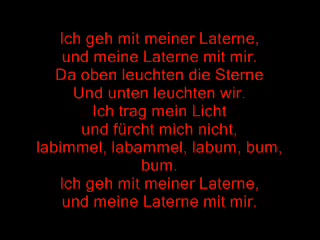 Ich geh mit meiner Laterne,
und meine Laterne mit mir.
Da oben leuchten die Sterne
Und unten leuchten wir.
Ich trag mein Licht
und fürcht mich nicht,
labimmel, labammel, labum, bum,
bum.
Ich geh mit meiner Laterne,
und meine Laterne mit mir.